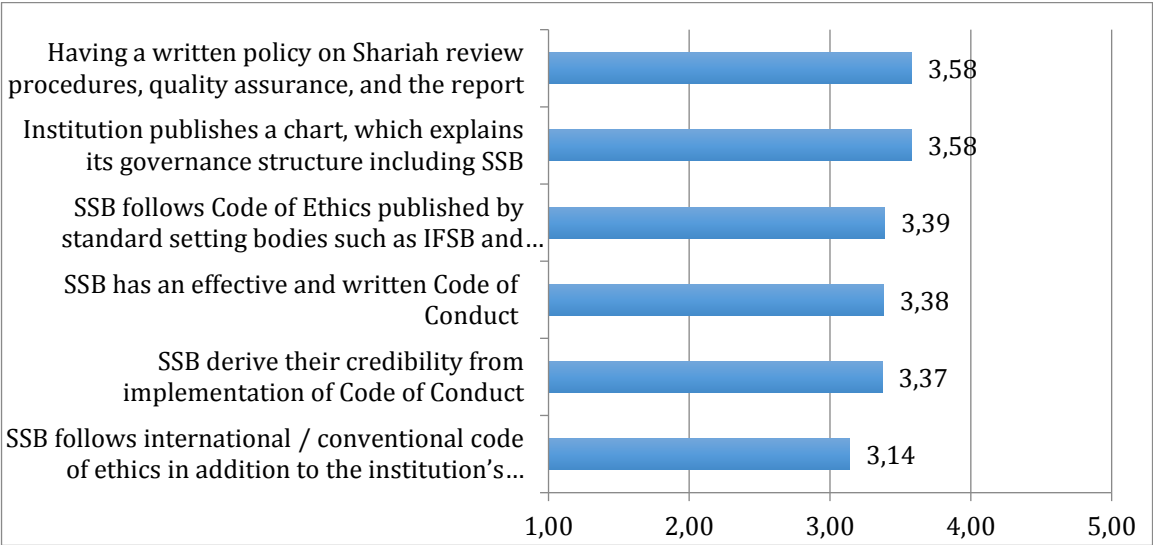 Having a written policy on Shariah review
procedures, quality assurance, and the report
3,58
Institution publishes a chart, which explains
its governance structure including SSB
3,58
SSB follows Code of Ethics published by
standard setting bodies such as IFSB and…
3,39
SSB has an effective and written Code of
Conduct
3,38
SSB derive their credibility from
implementation of Code of Conduct
3,37
SSB follows international / conventional code
of ethics in addition to the institution’s…
3,14
1,00 2,00 3,00 4,00 5,00